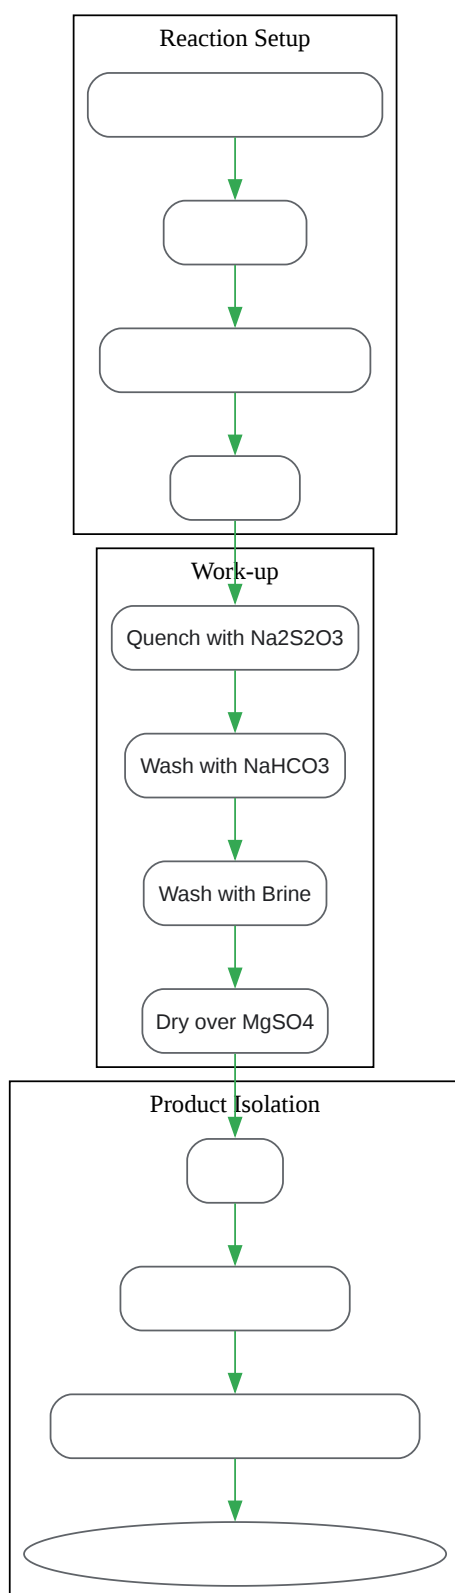 Reaction Setup
Work-up
Quench with Na2S2O3
Wash with NaHCO3
Wash with Brine
Dry over MgSO4
Product Isolation